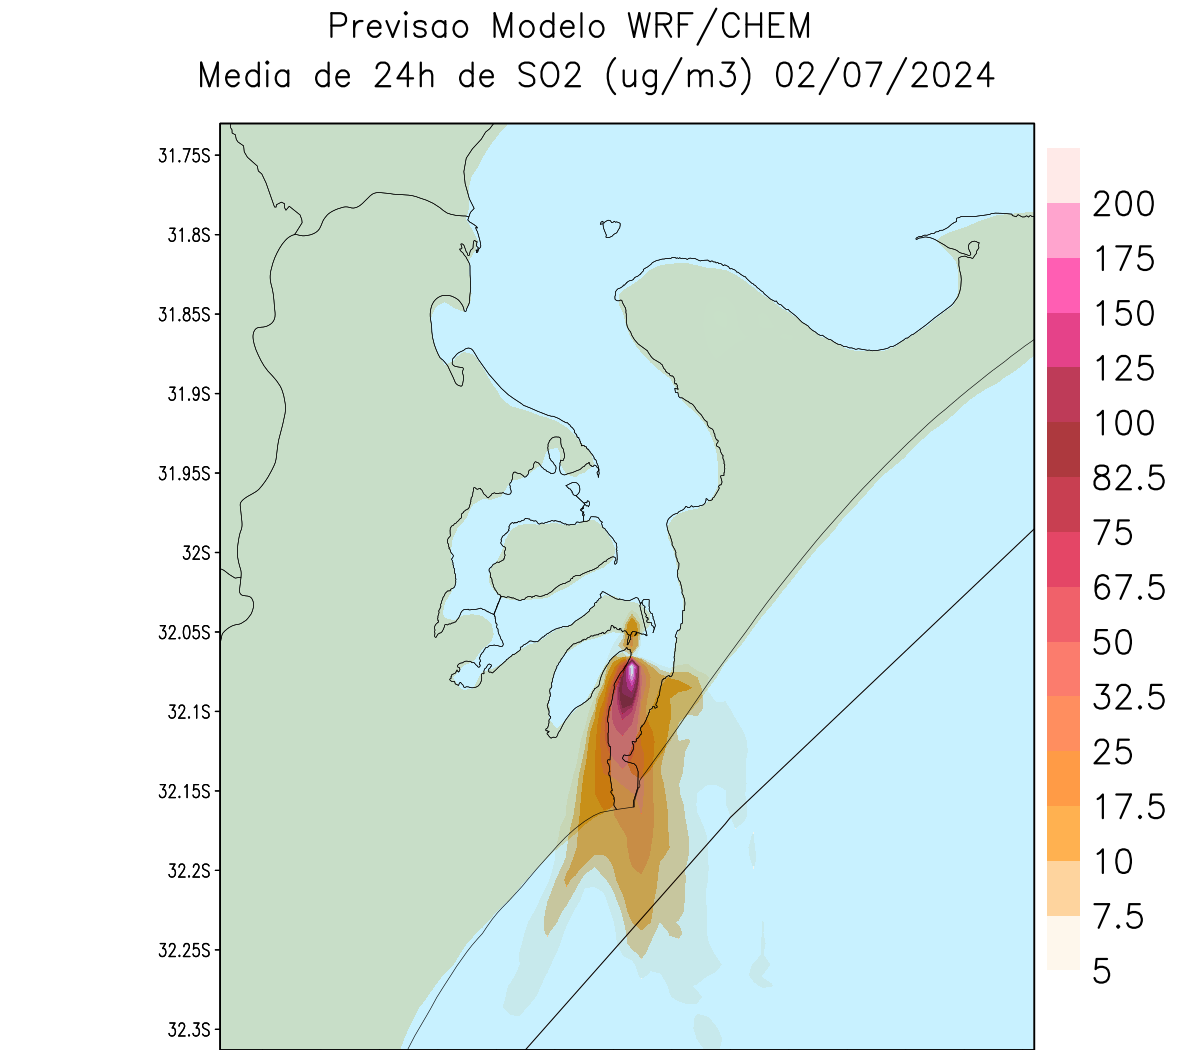 Previsao Modelo WRF/CHEM
Media de 24h de SO2 (ug/m3) 02/07/2024
31.75S
31.8S
31.85S
31.9S
31.95S
32S
32.05S
32.1S
32.15S
32.2S
32.25S
32.3S
200
175
150
125
100
82.5
75
67.5
50
32.5
25
17.5
10
7.5
5